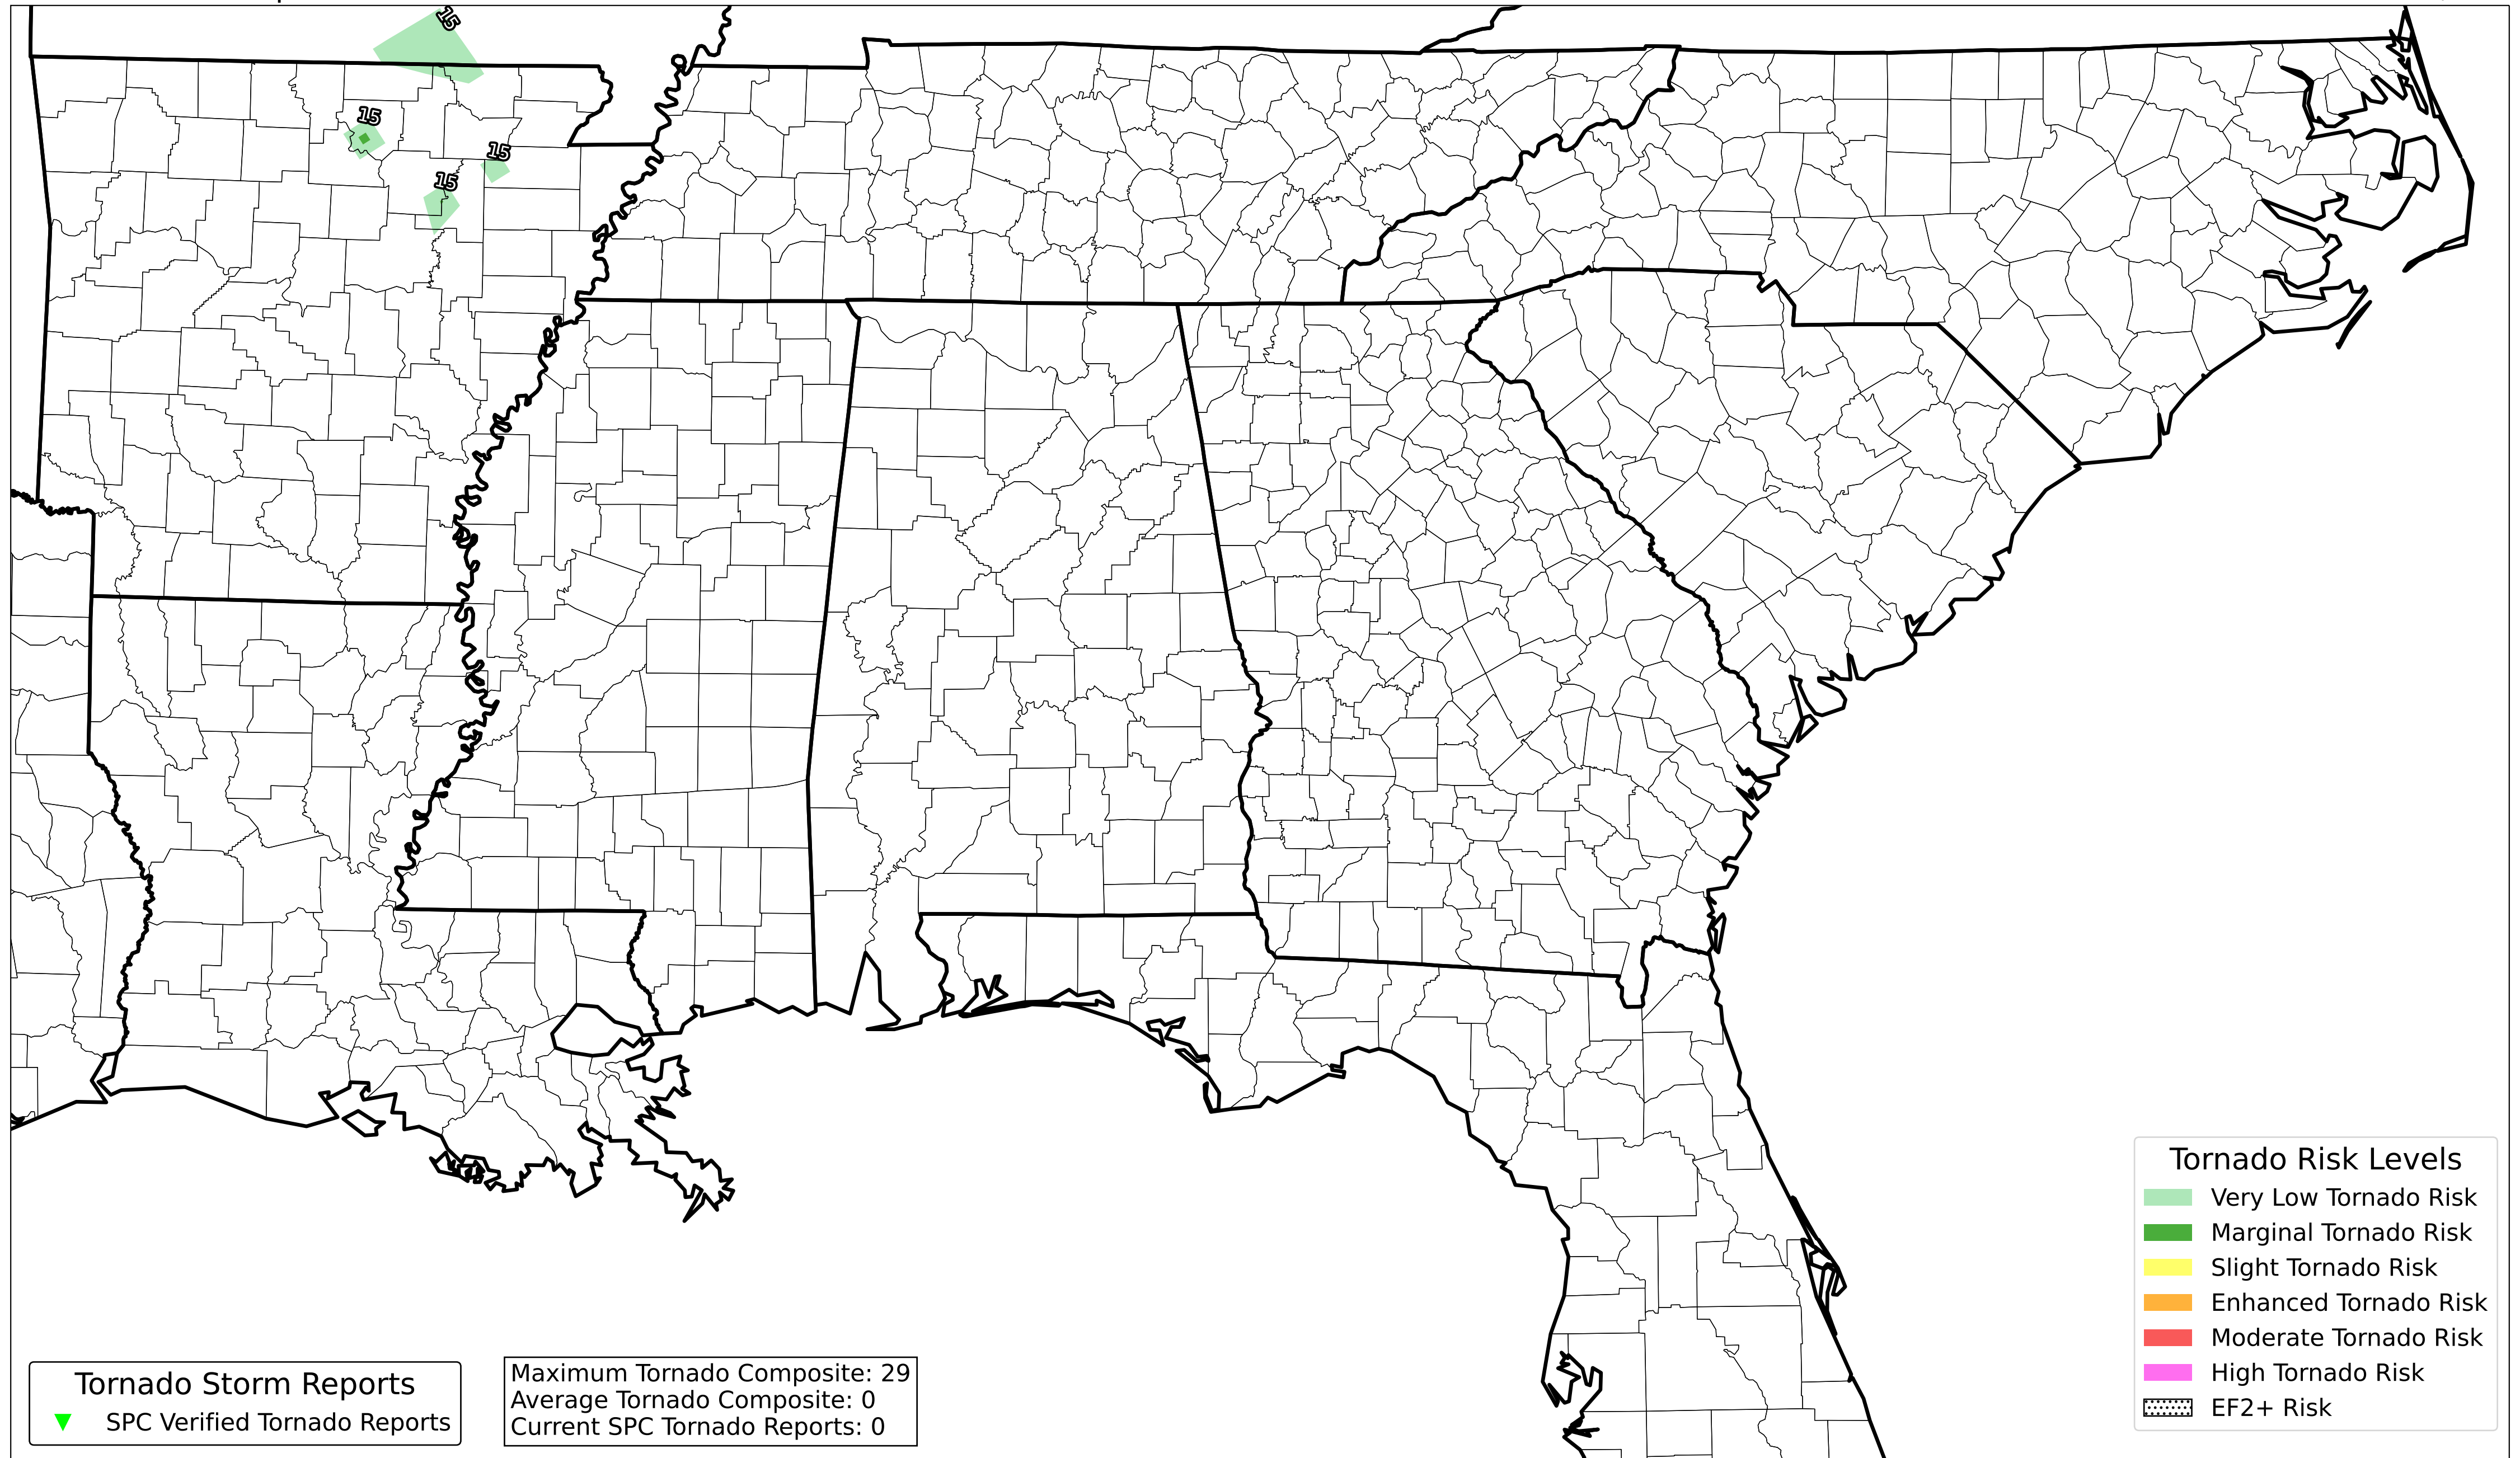 15
15
15
15
Tornado Risk Levels
Very Low Tornado Risk
Marginal Tornado Risk
Slight Tornado Risk
Enhanced Tornado Risk
Moderate Tornado Risk
High Tornado Risk
EF2+ Risk
Tornado Storm Reports
SPC Verified Tornado Reports
Maximum Tornado Composite: 29
Average Tornado Composite: 0
Current SPC Tornado Reports: 0